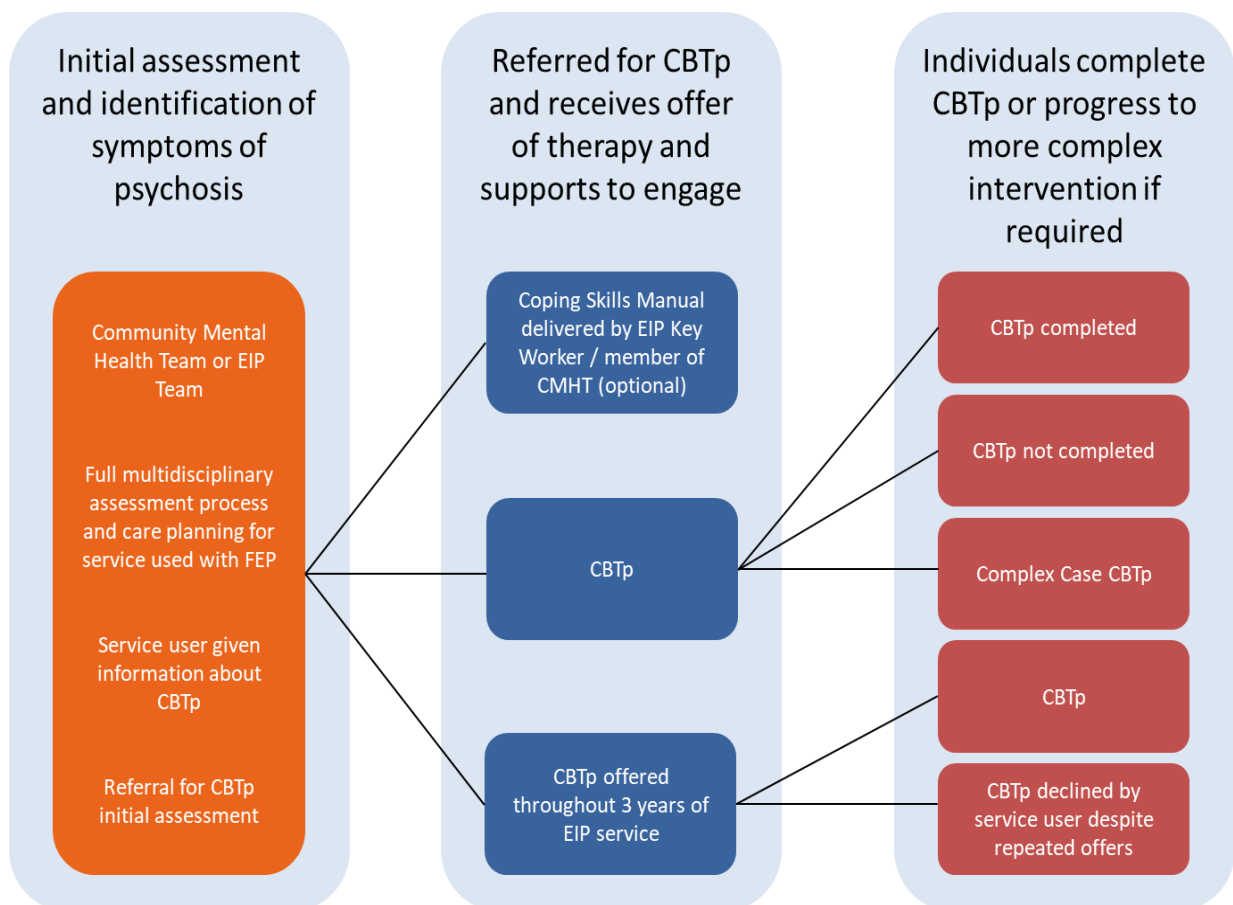 Initial assessment
and identification of
symptoms of
psychosis
Community Mental
Health Team or EIP
Team
Full multidisciplinary
assessment process
and care planning for
service used with FEP
Service user given
information about
CBTp
Referral for CBTp
initial assessment
Referred for CBTp
and receives offer
of therapy and
supports to engage
Coping Skills Manual
delivered by EIP Key
Worker / member of
CMHT (optional)
CBTp
CBTp offered
throughout 3 years of
EIP service
Individuals complete
CBTp or progress to
more complex
intervention if
required
CBTp completed
CBTp not completed
Complex Case CBTp
CBTp
CBTp declined by
service user despite
repeated offers